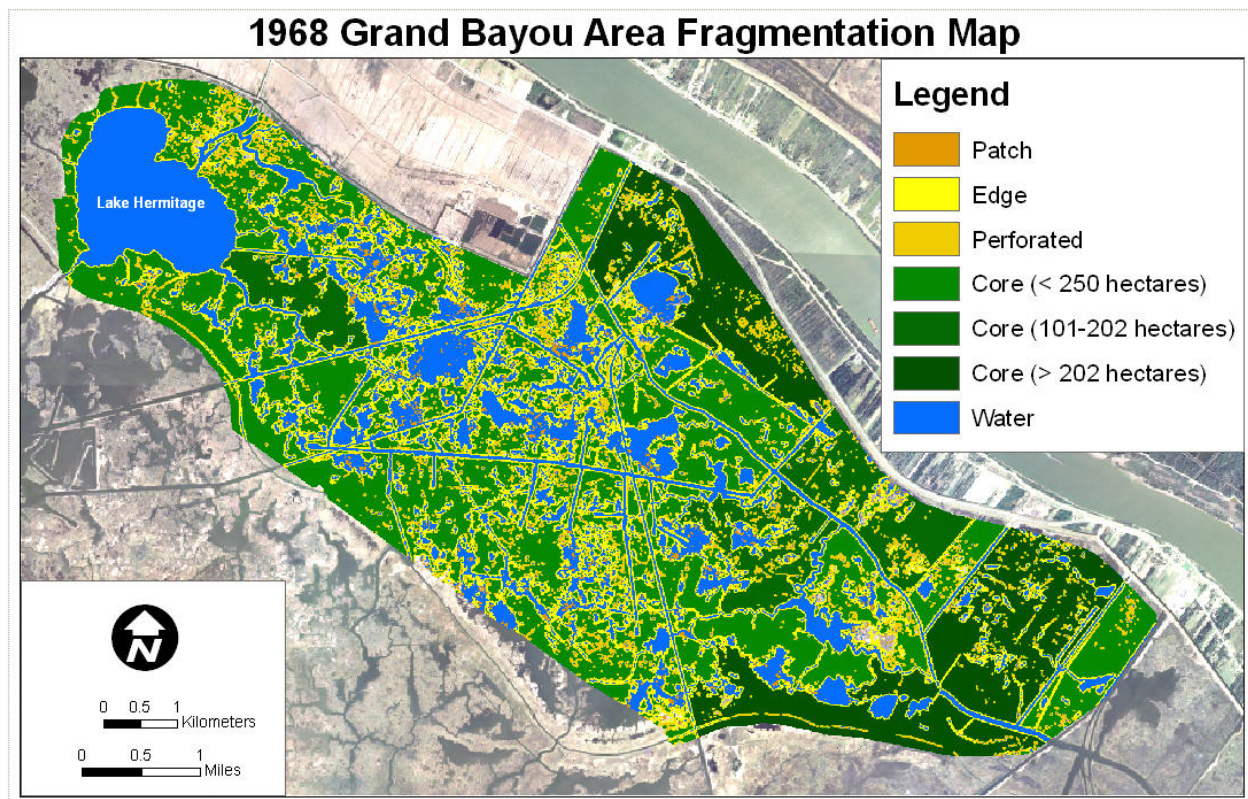 1968 Grand Bayou Area Fragmentation Map
Legend
Patch
Edge
Perforated
Core (< 250 hectares)
Core (101-202 hectares)
Core (> 202 hectares)
Water
Lake Hermitage
N
0 0.5 1
Kilometers
0 0.5 1
Miles